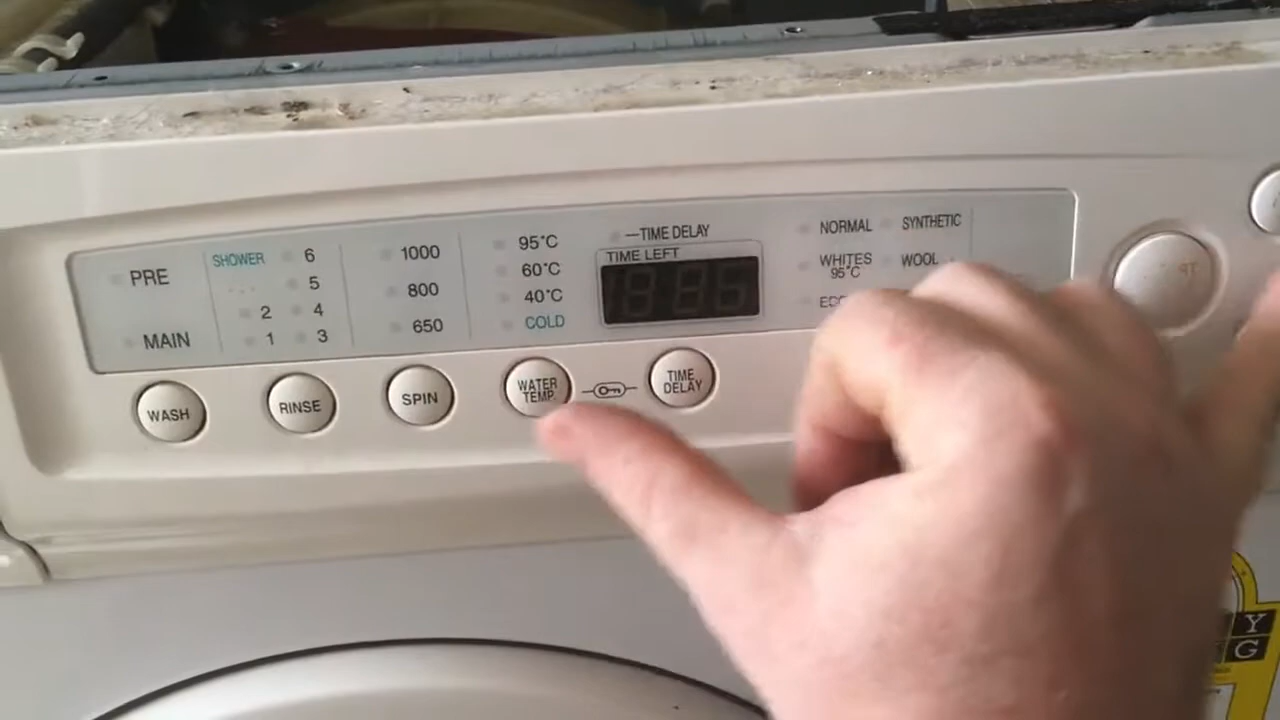 PRE
MAIN
SHOWER
6
5
2 4
1 3
1000
800
650
95°C
60°C
40°C
COLD
TIME DELAY
TIME LEFT
NORMAL SYNTHETIC
WHITES WOOL
95°C
WASH
RINSE
SPIN
WATER
TEMP.
TIME
DELAY
Y
G